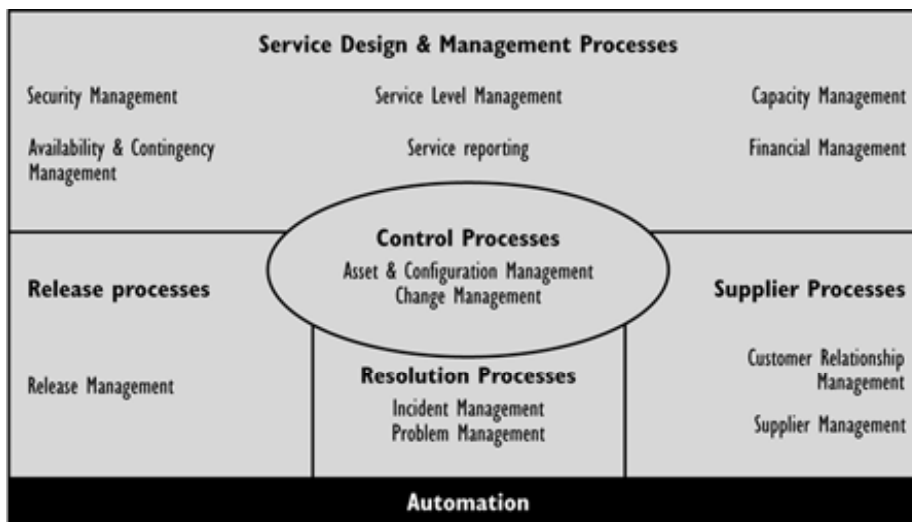 Service Design & Management Processes
Security Management
Service Level Management
Capacity Management
Availability & Contingency
Management
Service reporting
Financial Management
Control Processes
Asset & Configuration Management
Change Management
Release processes
Release Management
Resolution Processes
Incident Management
Problem Management
Supplier Processes
Customer Relationship
Management
Supplier Management
Automation